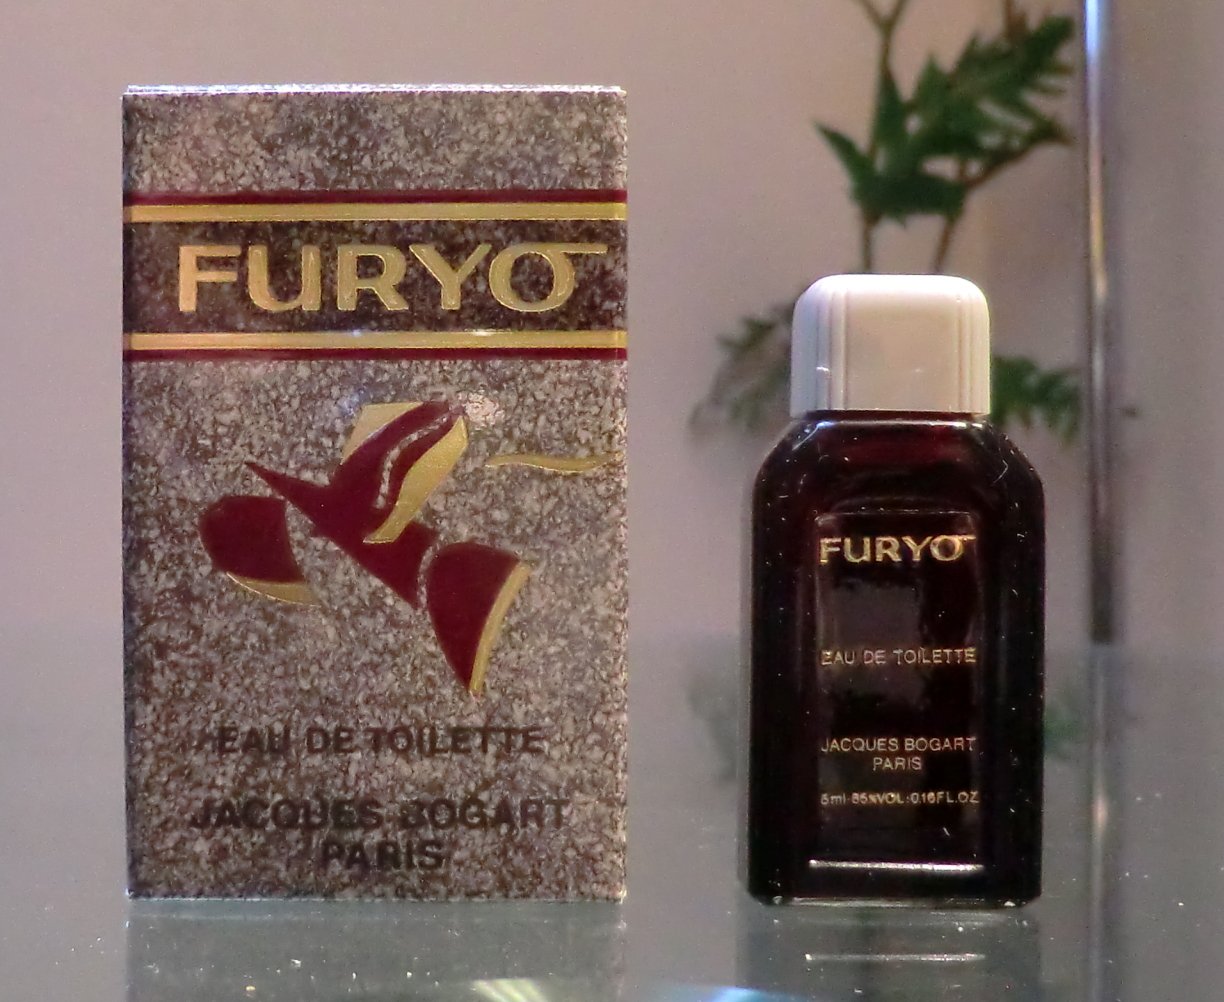 FURYO
EAU DE TOILETTE
JACQUES BOGART
PARIS
FURYO
EAU DE TOILETTE
JACQUES BOGART
PARIS
5ml 85%VOL. 0.16FL.OZ